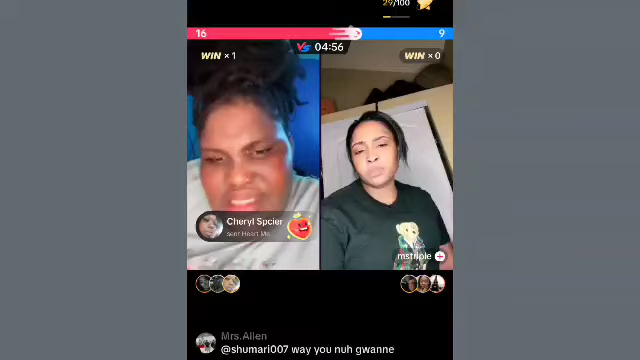 29/100
16
9
WIN × 1
VS 04:56
WIN × 0
Cheryl Spcier
sent Heart Me
mstriple
Mrs.Allen
@shumari007 way you nuh gwanne